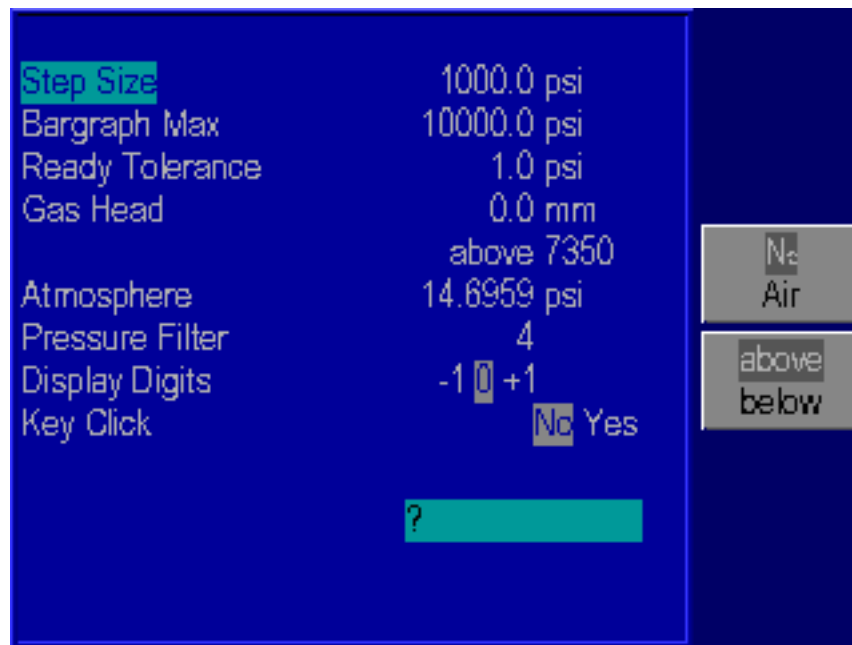 Step Size 1000.0 psi
Bargraph Max 10000.0 psi
Ready Tolerance 1.0 psi
Gas Head 0.0 mm
above 7350
Atmosphere 14.6959 psi
Pressure Filter 4
Display Digits -1 0 +1
Key Click No Yes
?
N₂
Air
above
below